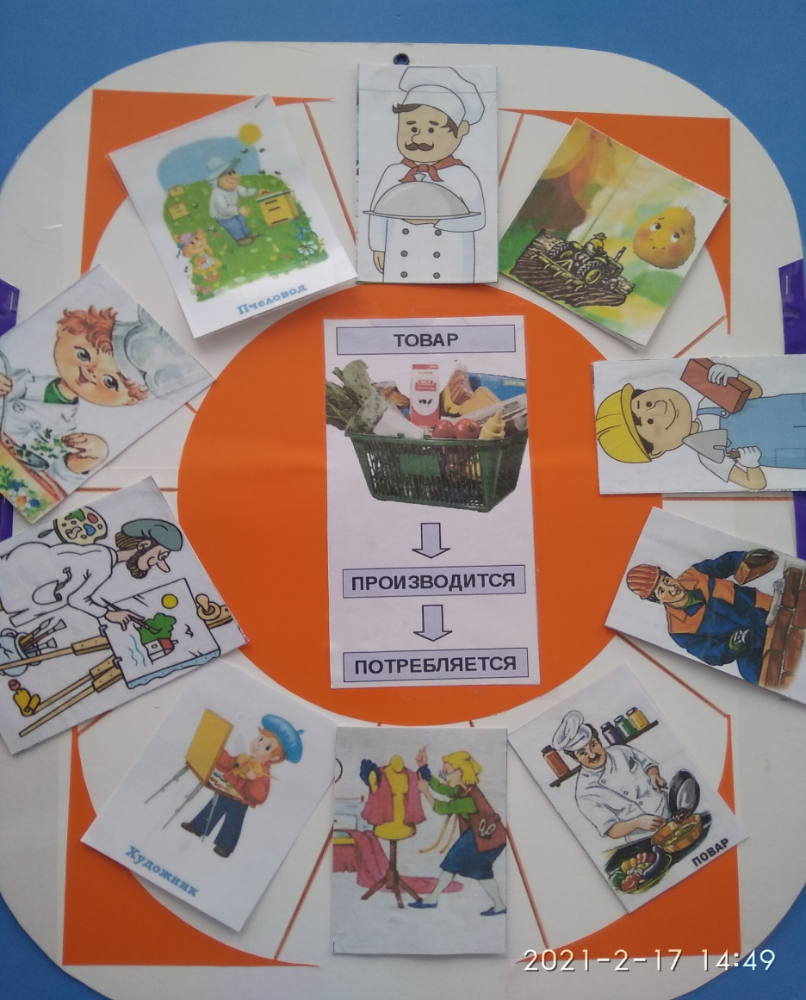 Пчеловод
ТОВАР
ПРОИЗВОДИТСЯ
ПОТРЕБЛЯЕТСЯ
Художник
ПОВАР
2021-2-17 14:49